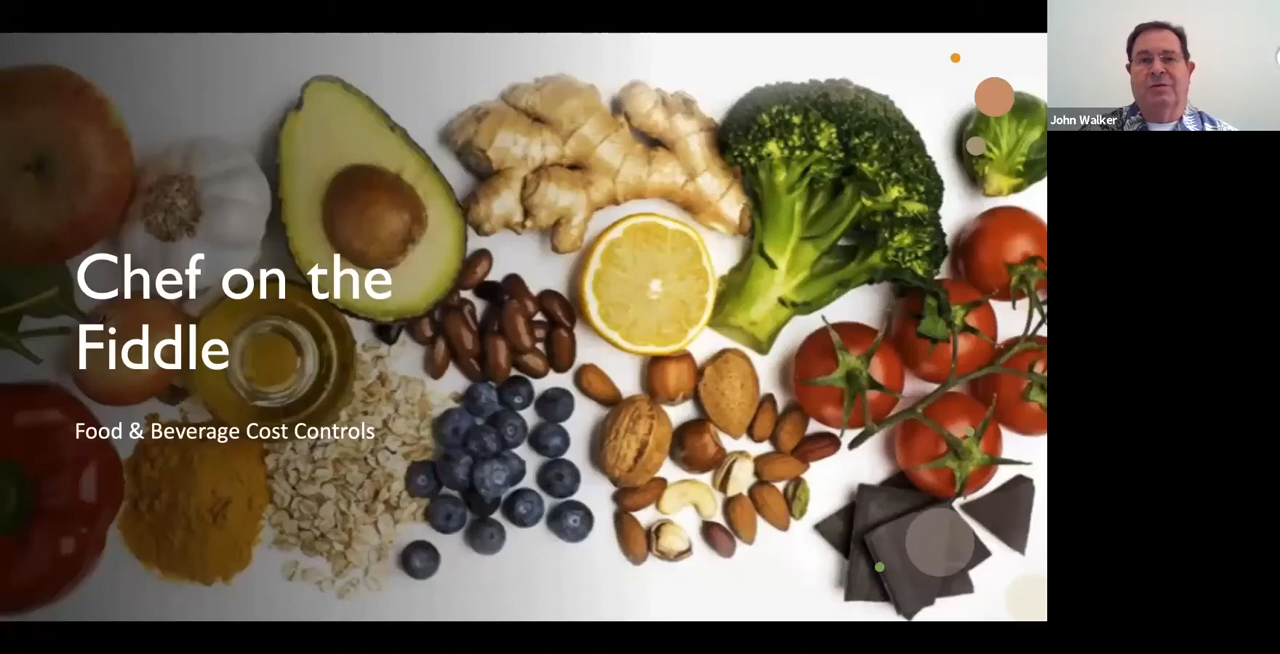 Chef on the
Fiddle
Food & Beverage Cost Controls
John Walker